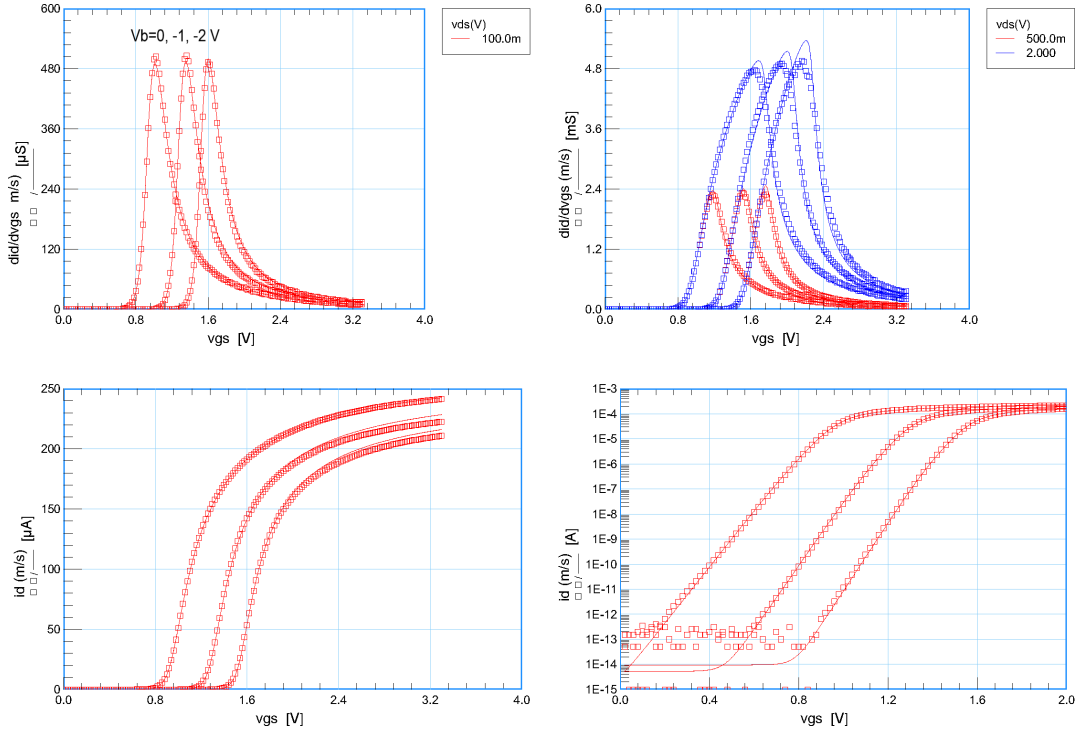 600
480
360
240
120
0
did/dvgs m/s) [µS]
□ □ /
0.0 0.8 1.6 2.4 3.2 4.0
vgs [V]
Vb=0, -1, -2 V
vds(V)
100.0m
6.0
4.8
3.6
2.4
1.2
0.0
did/dvgs (m/s) [mS]
□ □ /
0.0 0.8 1.6 2.4 3.2 4.0
vgs [V]
vds(V)
500.0m
2.000
250
200
150
100
50
0
id (m/s) [µA]
□ □ /
0.0 0.8 1.6 2.4 3.2 4.0
vgs [V]
1E-3
1E-4
1E-5
1E-6
1E-7
1E-8
1E-9
1E-10
1E-11
1E-12
1E-13
1E-14
1E-15
id (m/s) [A]
□ □ /
0.0 0.4 0.8 1.2 1.6 2.0
vgs [V]